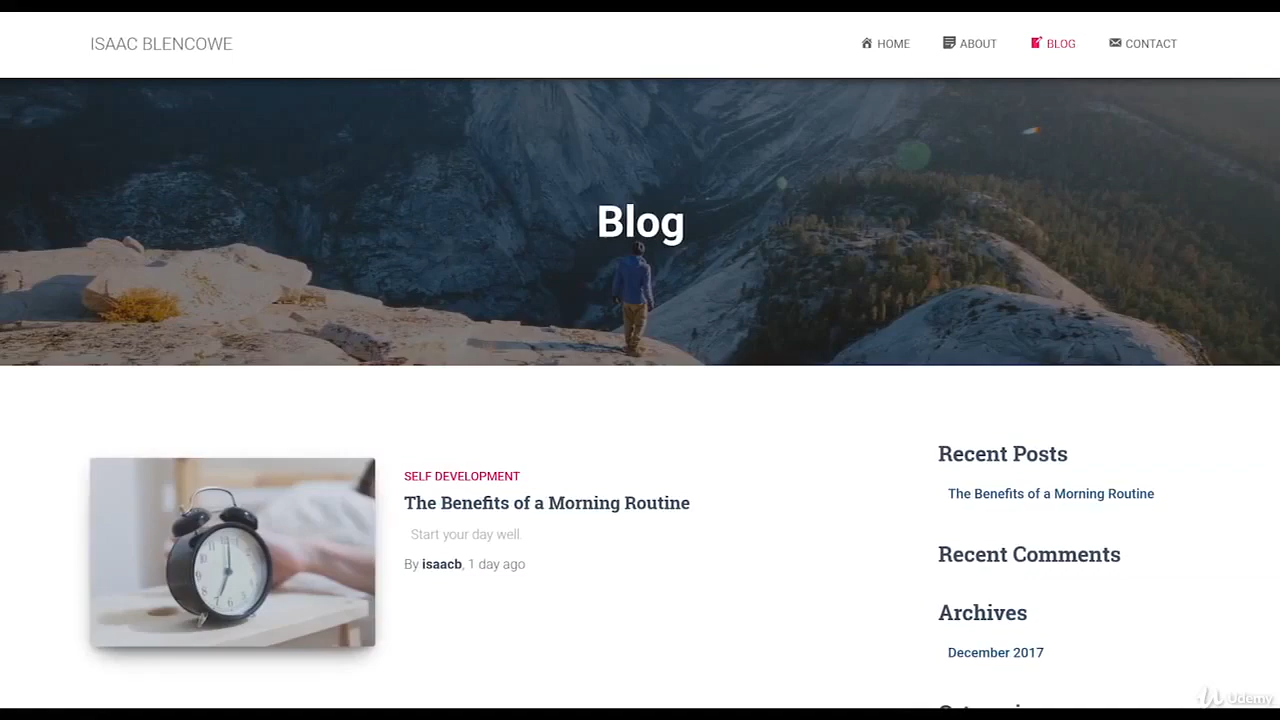 ISAAC BLENCOWE
HOME
ABOUT
BLOG
CONTACT
Blog
SELF DEVELOPMENT
The Benefits of a Morning Routine
Start your day well.
By isaacb, 1 day ago
Recent Posts
The Benefits of a Morning Routine
Recent Comments
Archives
December 2017
Udemy